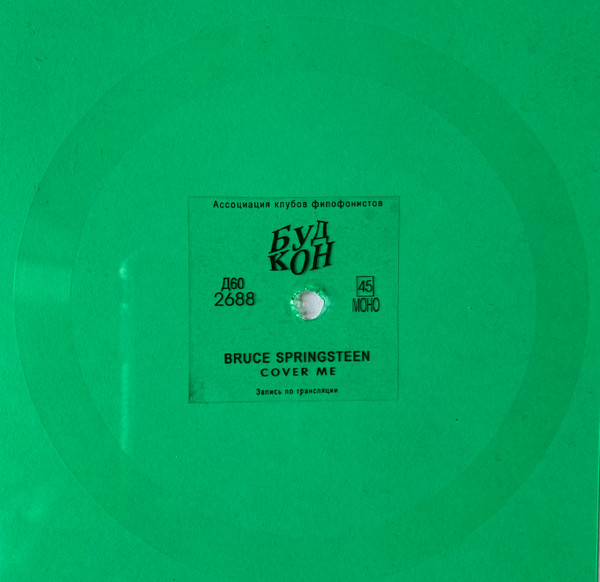 Ассоциация клубов филофонистов
БУД
КОН
Д60
2688
45
МОНО
BRUCE SPRINGSTEEN
COVER ME
Запись по трансляции